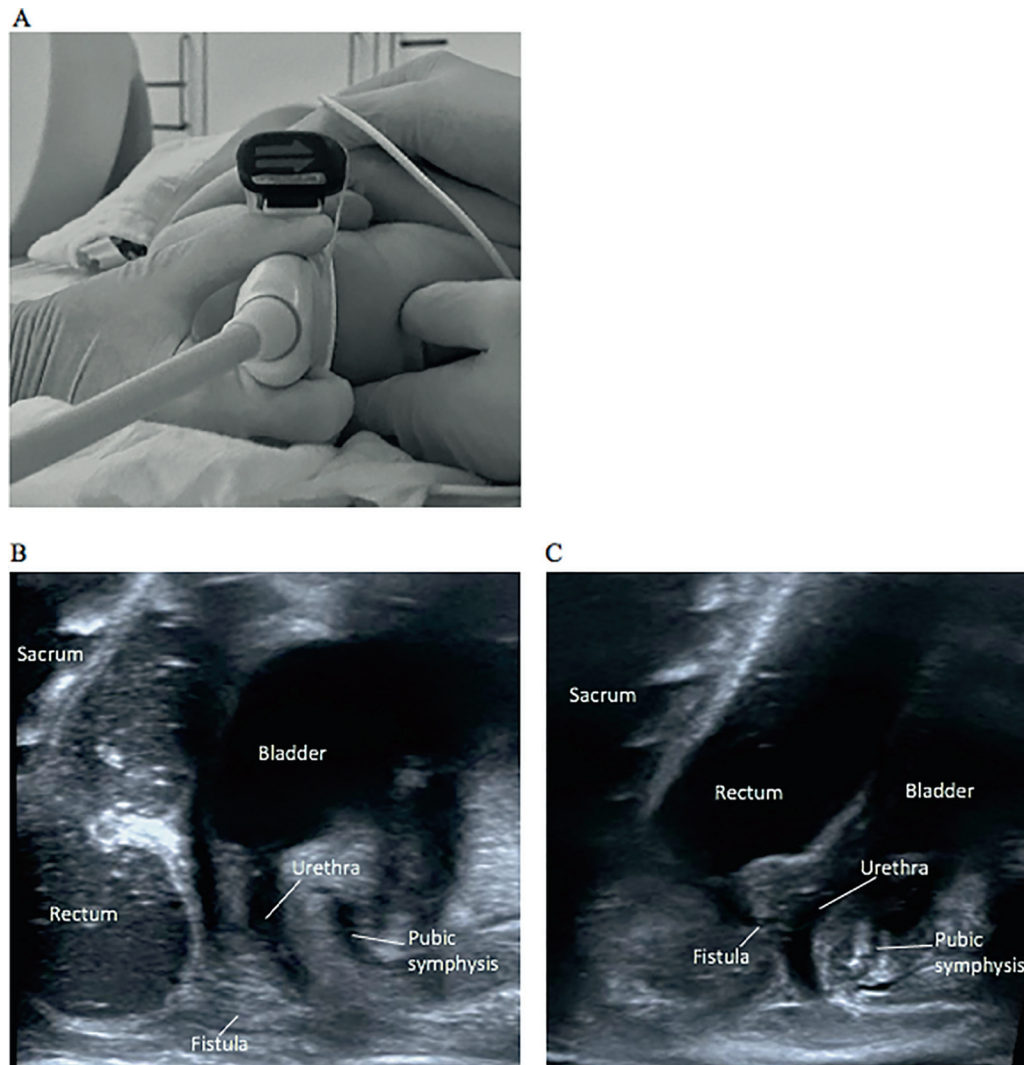 A
B
C
Sacrum
Bladder
Urethra
Rectum
Pubic
symphysis
Fistula
Sacrum
Rectum
Bladder
Urethra
Fistula
Pubic
symphysis